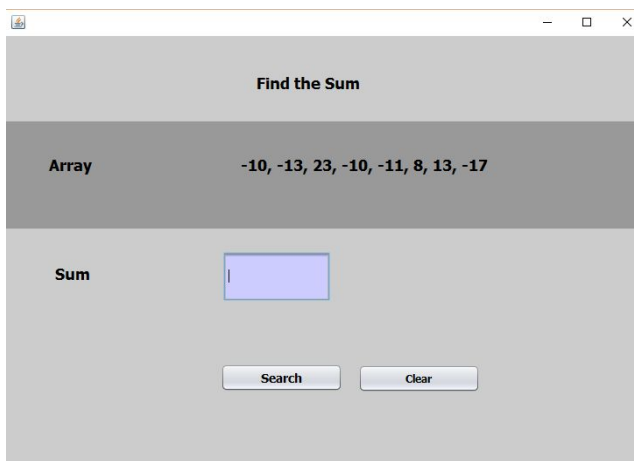 Find the Sum
Array -10, -13, 23, -10, -11, 8, 13, -17
Sum
Search Clear